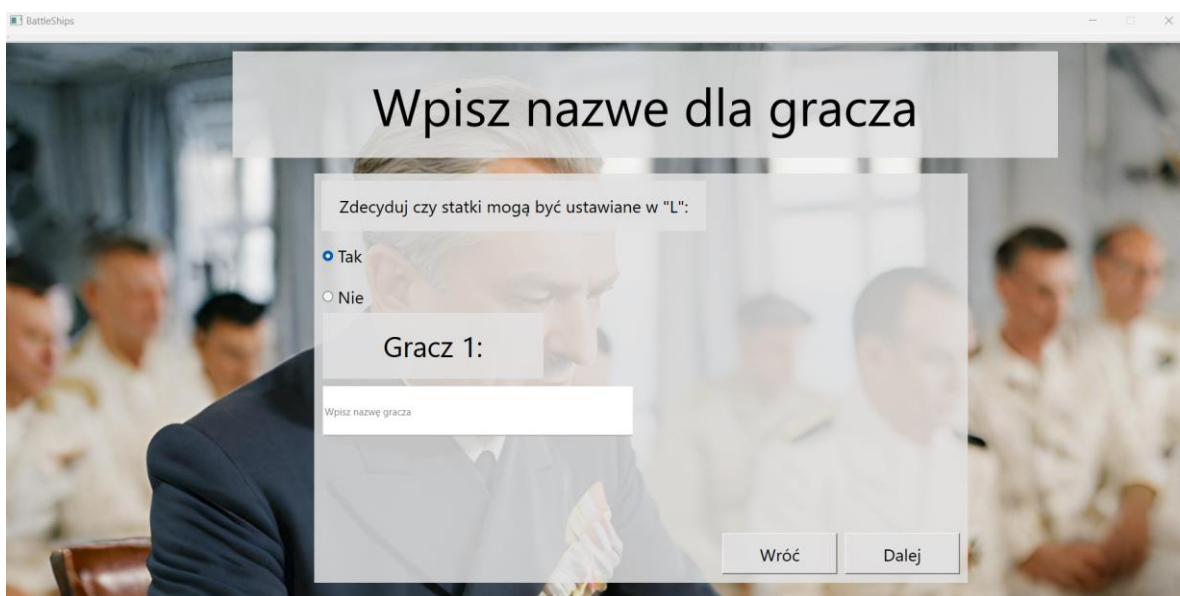 BattleShips
Wpisz nazwe dla gracza
Zdecyduj czy statki mogą być ustawiane w "L":
Tak
Nie
Gracz 1:
Wpisz nazwę gracza
Wróć Dalej